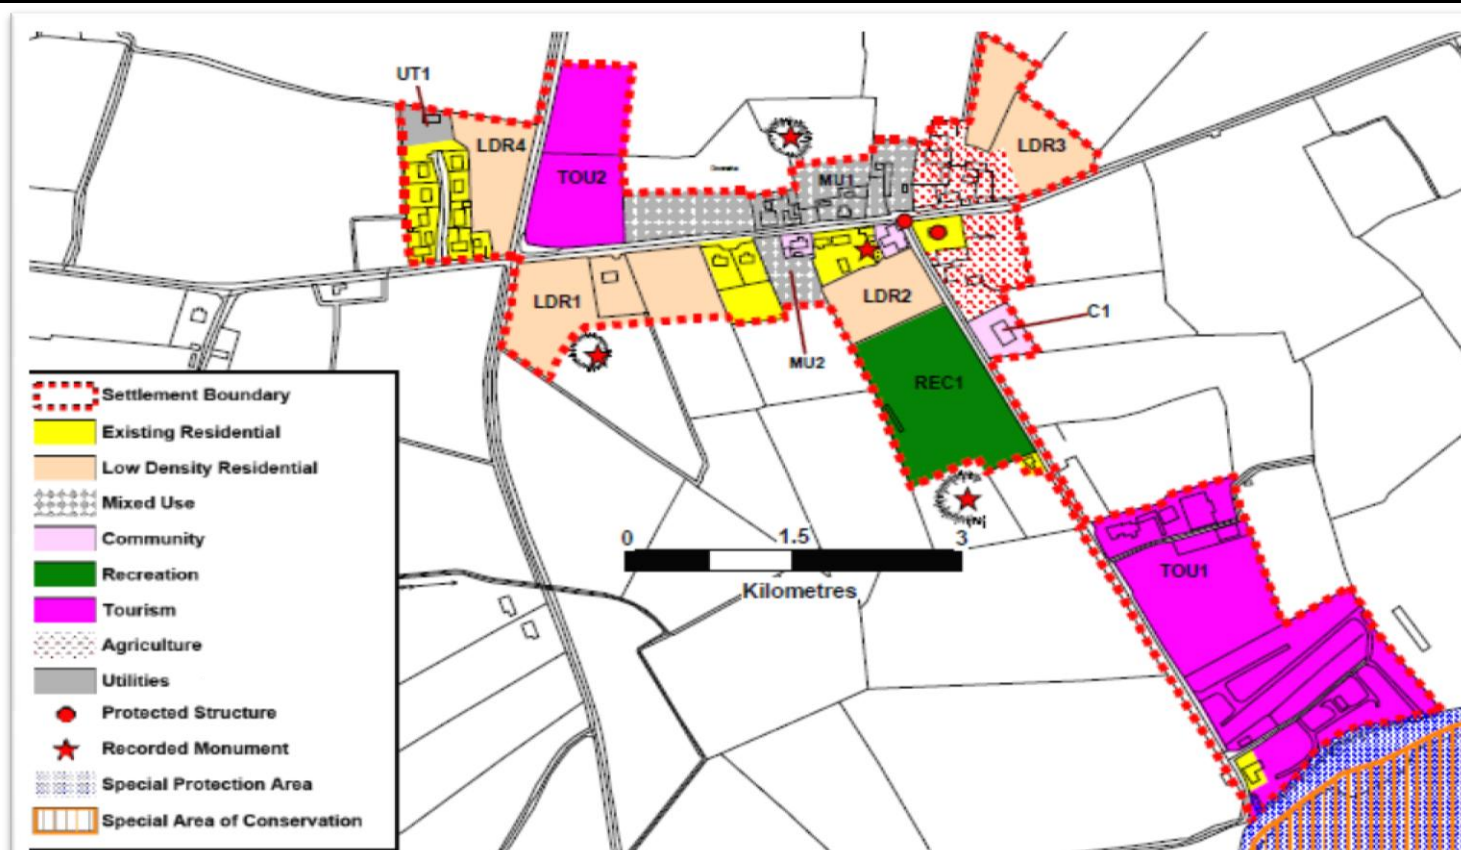 UT1
LDR4
LDR3
TOU2
MU1
LDR1
LDR2
C1
MU2
REC1
TOU1
0 1.5 3
Kilometres
Settlement Boundary
Existing Residential
Low Density Residential
Mixed Use
Community
Recreation
Tourism
Agriculture
Utilities
Protected Structure
Recorded Monument
Special Protection Area
Special Area of Conservation